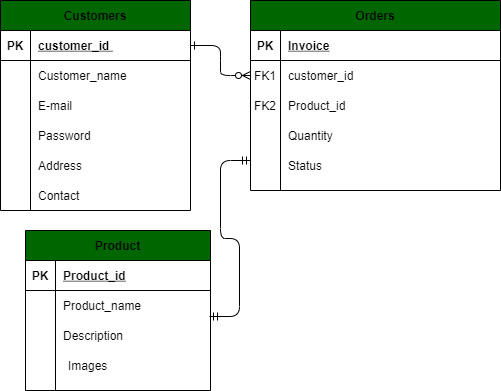 Customers
PK customer_id
Customer_name
E-mail
Password
Address
Contact
Orders
PK Invoice
FK1 customer_id
FK2 Product_id
Quantity
Status
Product
PK Product_id
Product_name
Description
Images